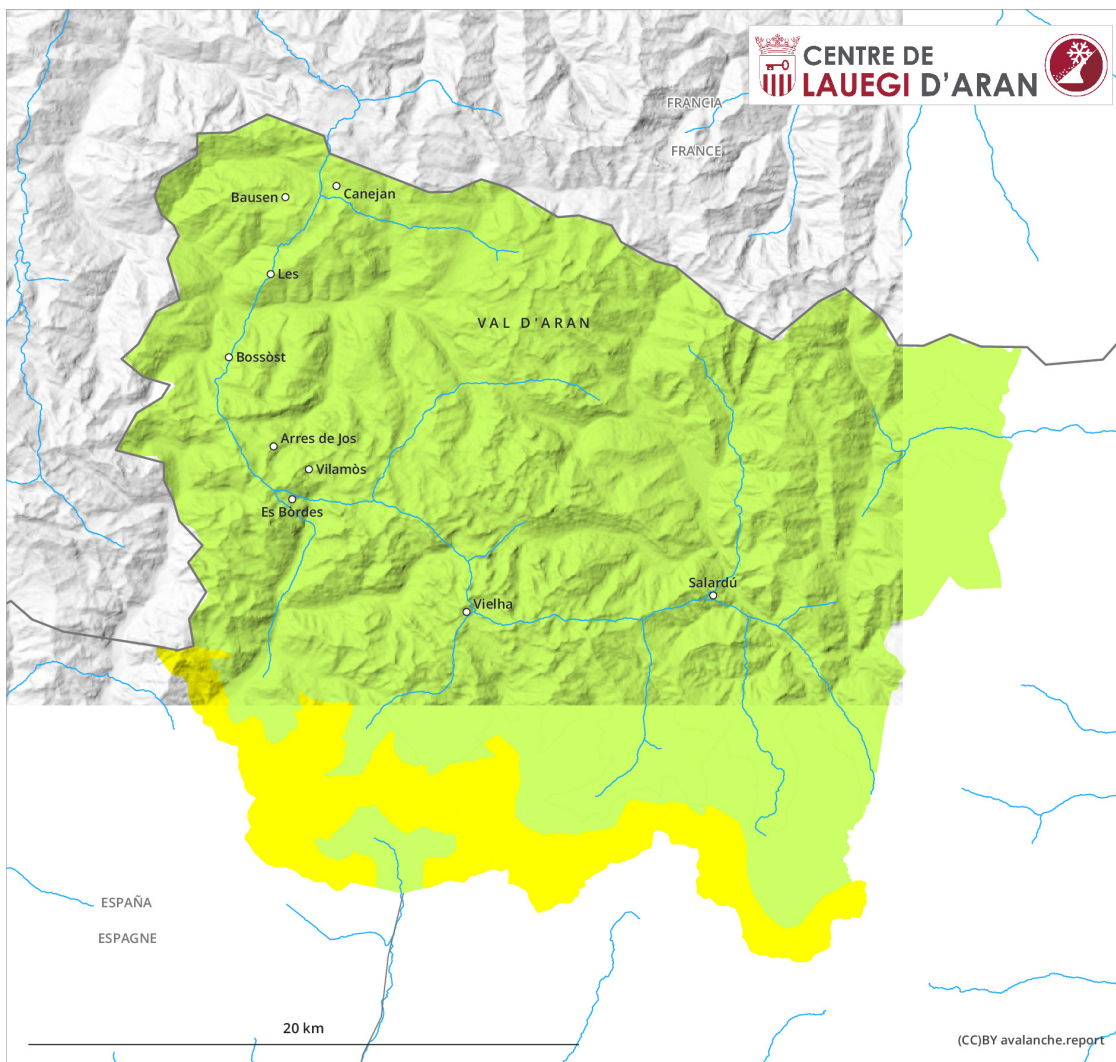 CENTRE DE
LAUEGI D'ARAN
FRANCIA
FRANCE
Bausen
Canejan
Les
VAL D'ARAN
Bossòst
Arres de Jos
Vilamòs
Es Bòrdes
Salardú
Vielha
ESPAÑA
ESPAGNE
20 km
(CC)BY avalanche.report